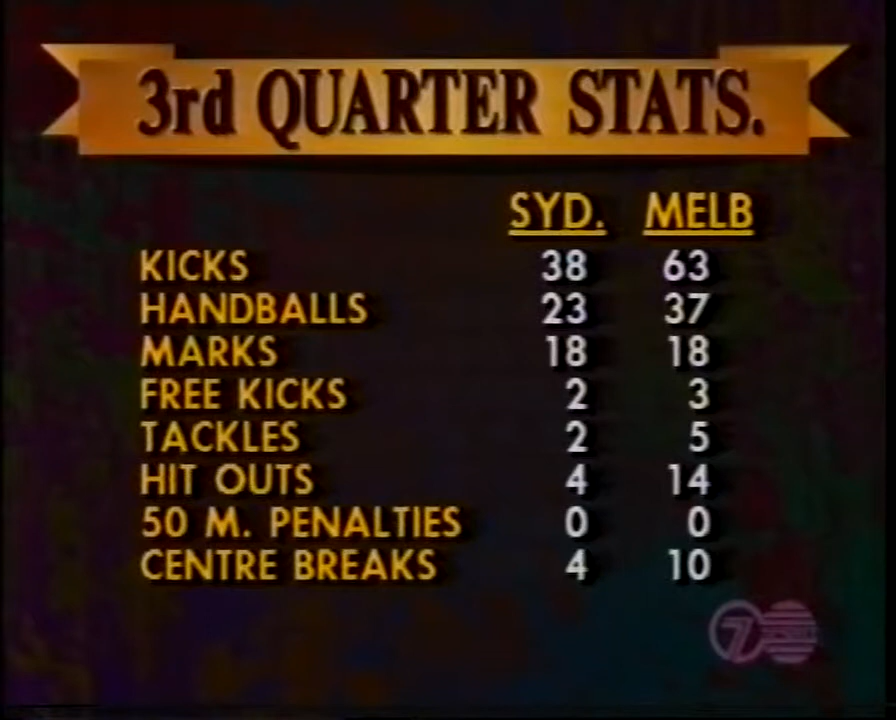 3rd QUARTER STATS.
SYD. MELB
KICKS 38 63
HANDBALLS 23 37
MARKS 18 18
FREE KICKS 2 3
TACKLES 2 5
HIT OUTS 4 14
50 M. PENALTIES 0 0
CENTRE BREAKS 4 10
7